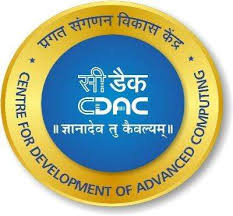 प्रगत संगणन विकास केंद्र
सी डैक
CDAC
॥ ज्ञानादेव तु कैवल्यम् ॥
CENTRE FOR DEVELOPMENT OF ADVANCED COMPUTING